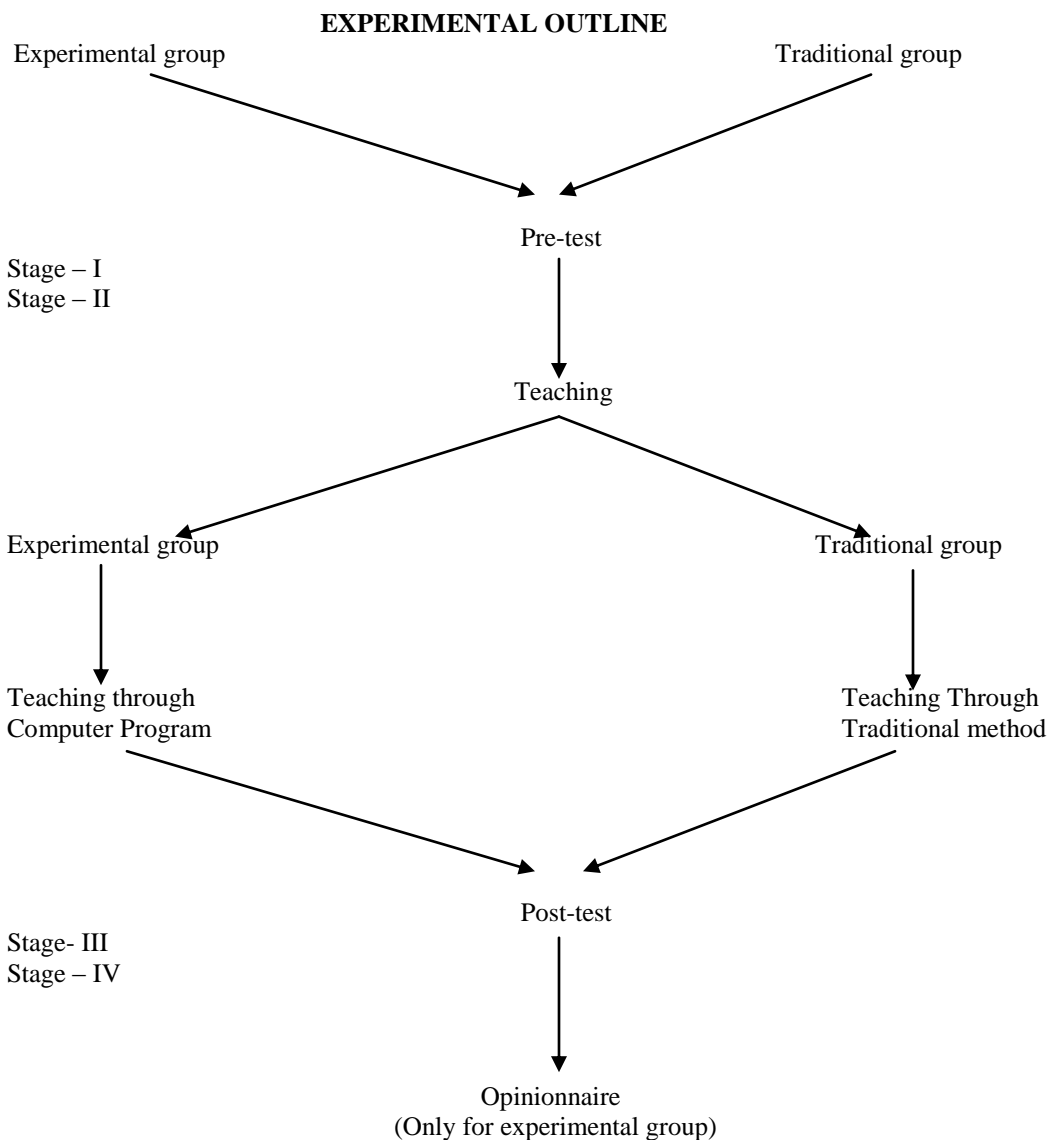 EXPERIMENTAL OUTLINE
Experimental group
Traditional group
Pre-test
Stage – I
Stage – II
Teaching
Experimental group
Traditional group
Teaching through
Computer Program
Teaching Through
Traditional method
Post-test
Stage- III
Stage – IV
Opinionnaire
(Only for experimental group)